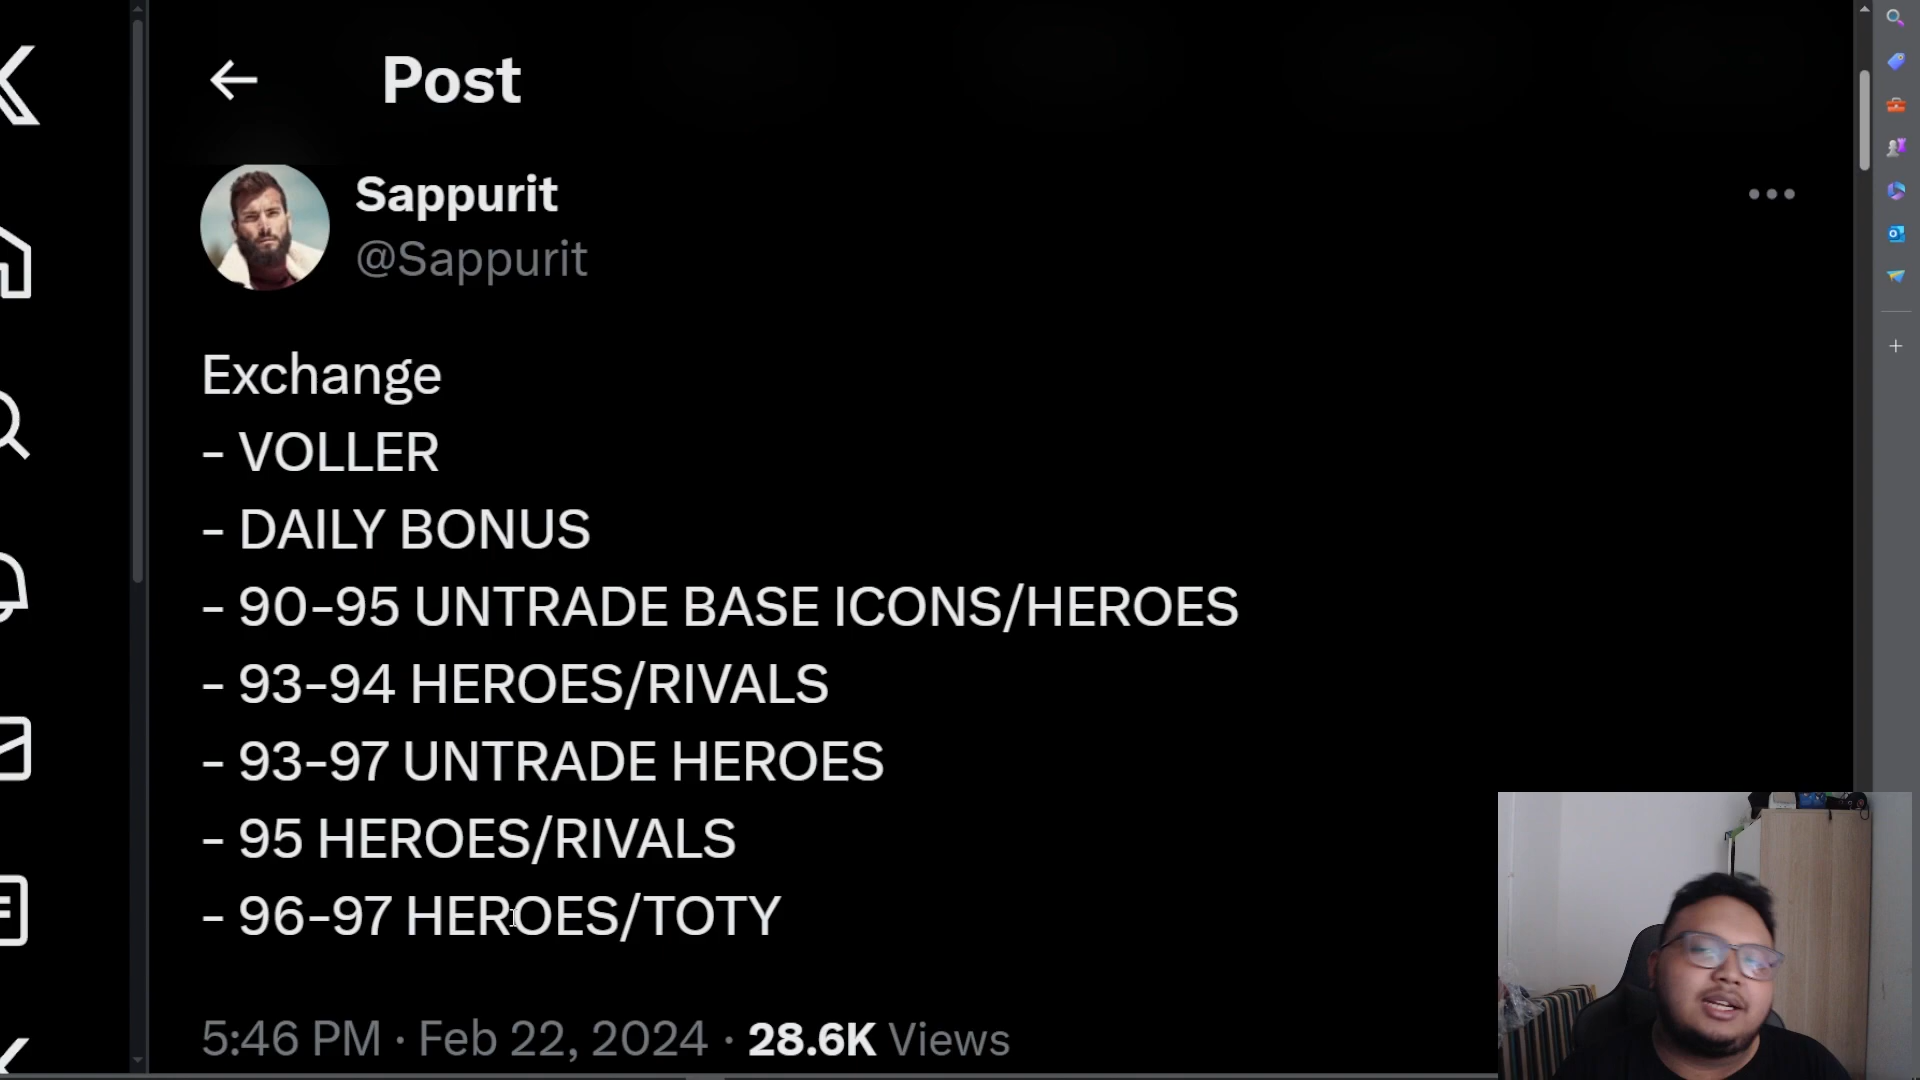 Post
Sappurit
@Sappurit
Exchange
- VOLLER
- DAILY BONUS
- 90-95 UNTRADE BASE ICONS/HEROES
- 93-94 HEROES/RIVALS
- 93-97 UNTRADE HEROES
- 95 HEROES/RIVALS
- 96-97 HEROES/TOTY
5:46 PM · Feb 22, 2024 · 28.6K Views